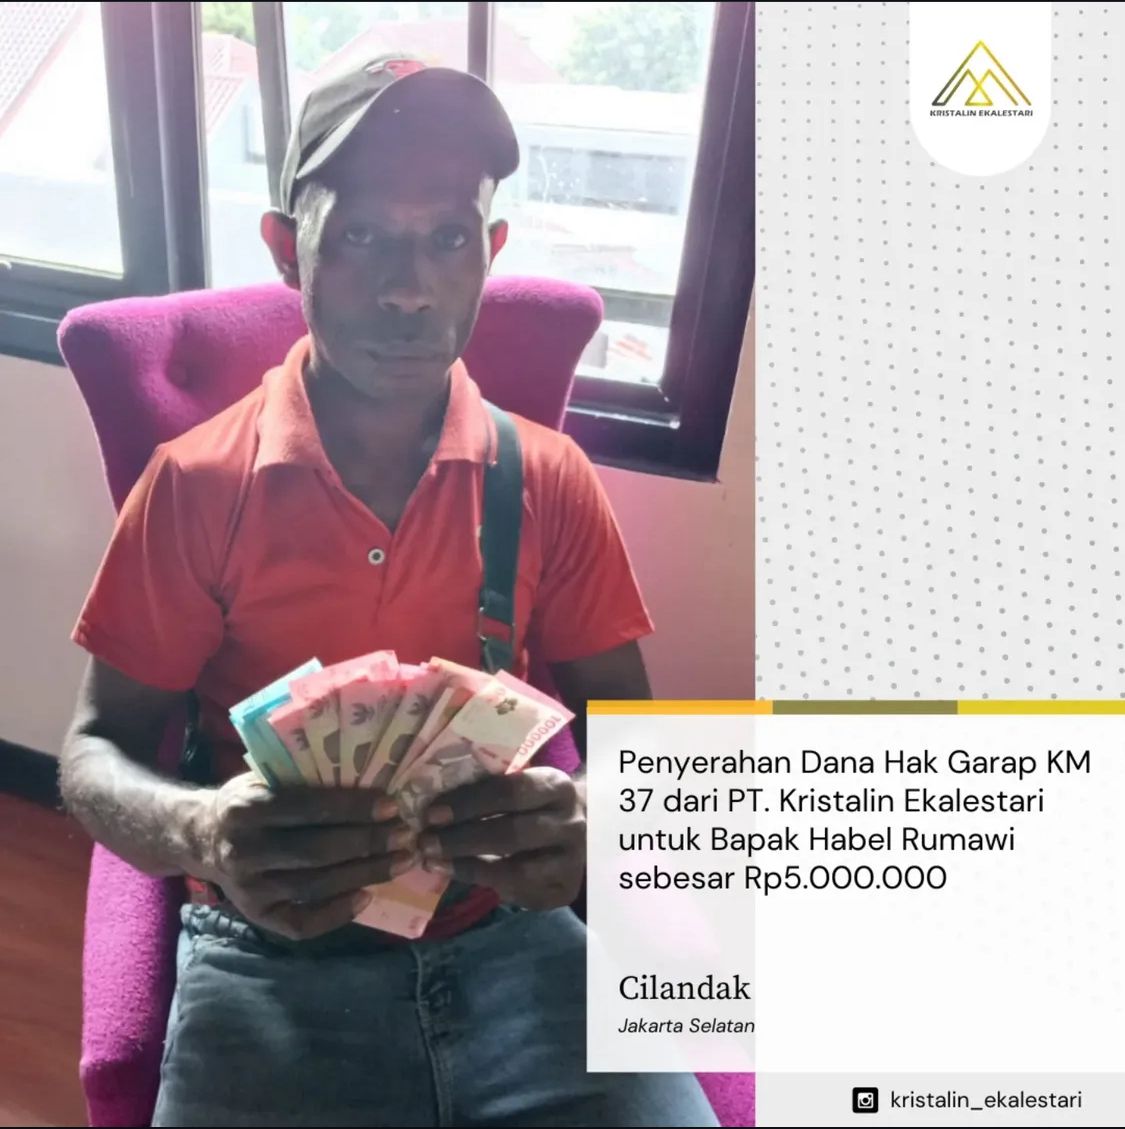 KRISTALIN EKALESTARI
100000
Penyerahan Dana Hak Garap KM
37 dari PT. Kristalin Ekalestari
untuk Bapak Habel Rumawi
sebesar Rp5.000.000
Cilandak
Jakarta Selatan
kristalin_ekalestari